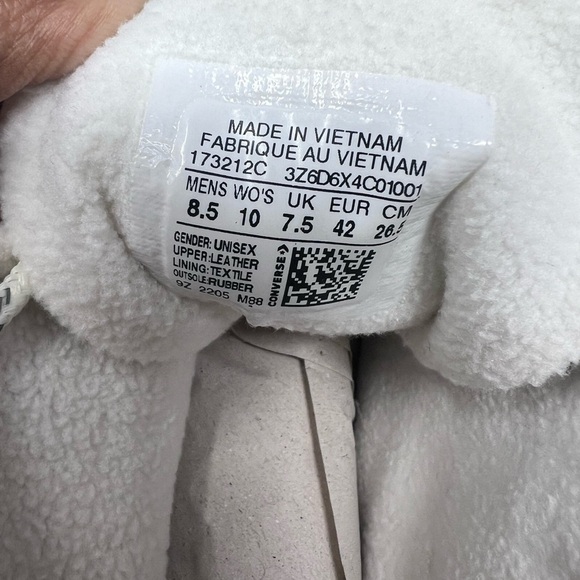 MADE IN VIETNAM
FABRIQUE AU VIETNAM
173212C 3Z6D6X4C01001
MENS WO'S UK EUR CM
8.5 10 7.5 42 26.5
GENDER: UNISEX
UPPER: LEATHER
LINING: TEXTILE
OUTSOLE: RUBBER
9Z 2205 M88
CONVERSE